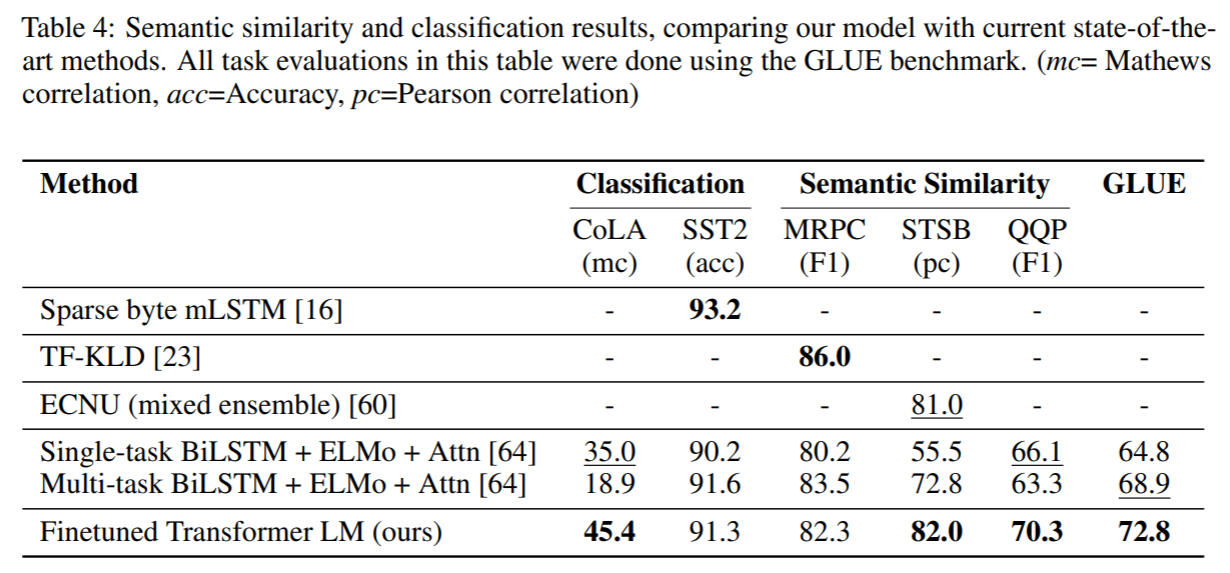 Table 4: Semantic similarity and classification results, comparing our model with current state-of-the-
art methods. All task evaluations in this table were done using the GLUE benchmark. (mc= Mathews
correlation, acc=Accuracy, pc=Pearson correlation)
Method Classification Semantic Similarity GLUE
CoLA SST2 MRPC STSB QQP
(mc) (acc) (F1) (pc) (F1)
Sparse byte mLSTM [16] - 93.2 - - - -
TF-KLD [23] - - 86.0 - - -
ECNU (mixed ensemble) [60] - - - 81.0 - -
Single-task BiLSTM + ELMo + Attn [64] 35.0 90.2 80.2 55.5 66.1 64.8
Multi-task BiLSTM + ELMo + Attn [64] 18.9 91.6 83.5 72.8 63.3 68.9
Finetuned Transformer LM (ours) 45.4 91.3 82.3 82.0 70.3 72.8